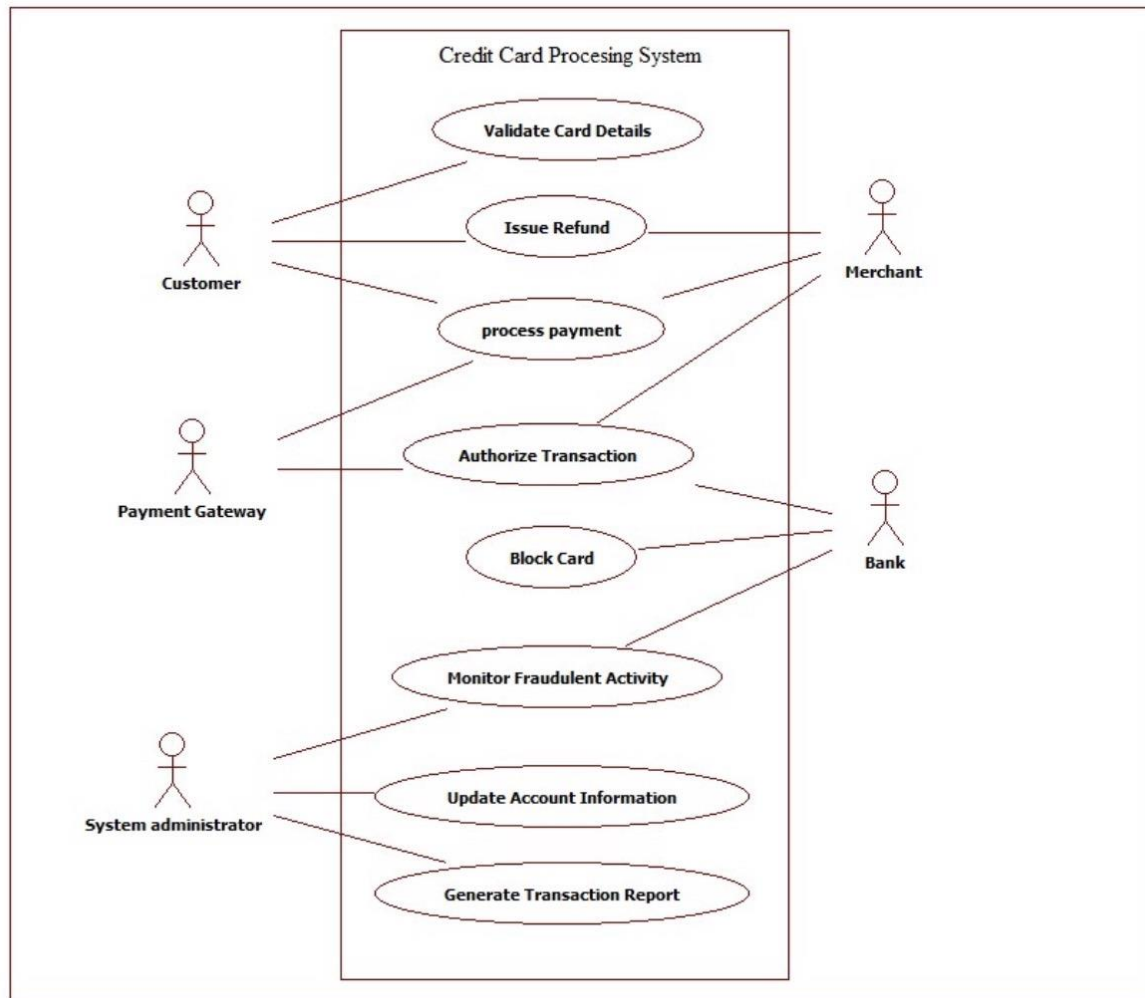 Credit Card Procesing System
Validate Card Details
Issue Refund
Customer
Merchant
process payment
Authorize Transaction
Payment Gateway
Block Card
Bank
Monitor Fraudulent Activity
Update Account Information
System administrator
Generate Transaction Report